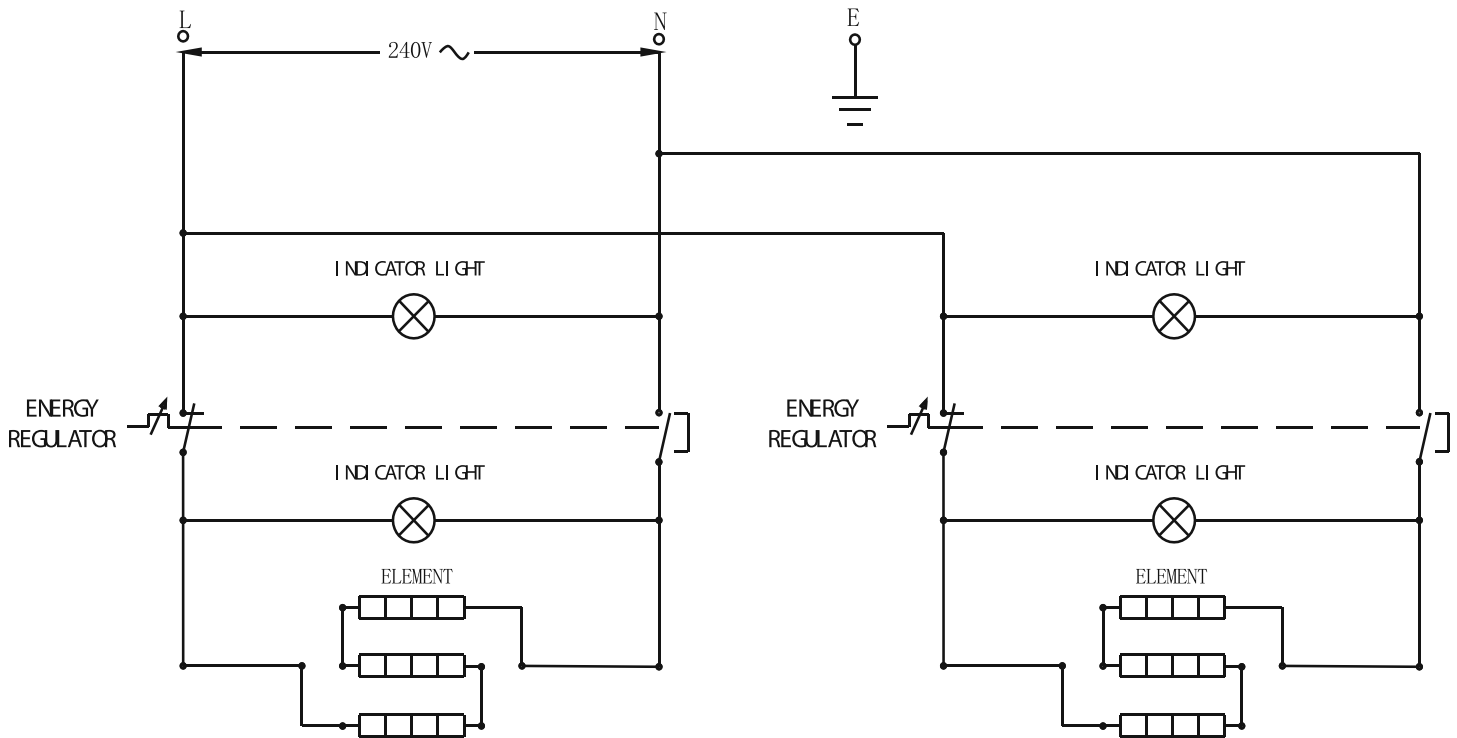 L
N
E
240V
INDICATOR LIGHT
INDICATOR LIGHT
ENERGY
REGULATOR
ENERGY
REGULATOR
INDICATOR LIGHT
INDICATOR LIGHT
ELEMENT
ELEMENT